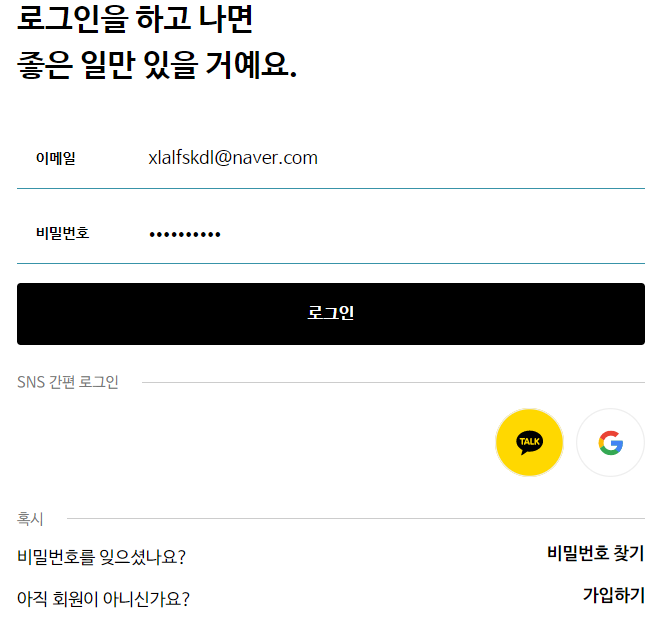 로그인을 하고 나면
좋은 일만 있을 거예요.
이메일 xlalfskdl@naver.com
비밀번호 ••••••••••
로그인
SNS 간편 로그인
TALK
혹시
비밀번호를 잊으셨나요? 비밀번호 찾기
아직 회원이 아니신가요? 가입하기